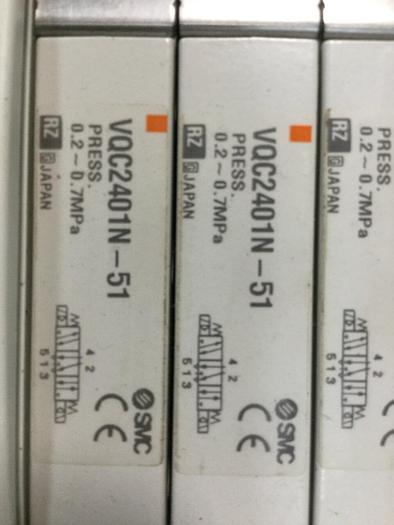 VQC2401N-51
PRESS.
0.2~0.7MPa
RZ
JAPAN
4 2
5 1 3
CE
SMC
VQC2401N-51
PRESS.
0.2~0.7MPa
RZ
JAPAN
4 2
5 1 3
CE
SMC
PRESS.
0.2~0.7MPa
RZ
JAPAN
4 2
5 1 3